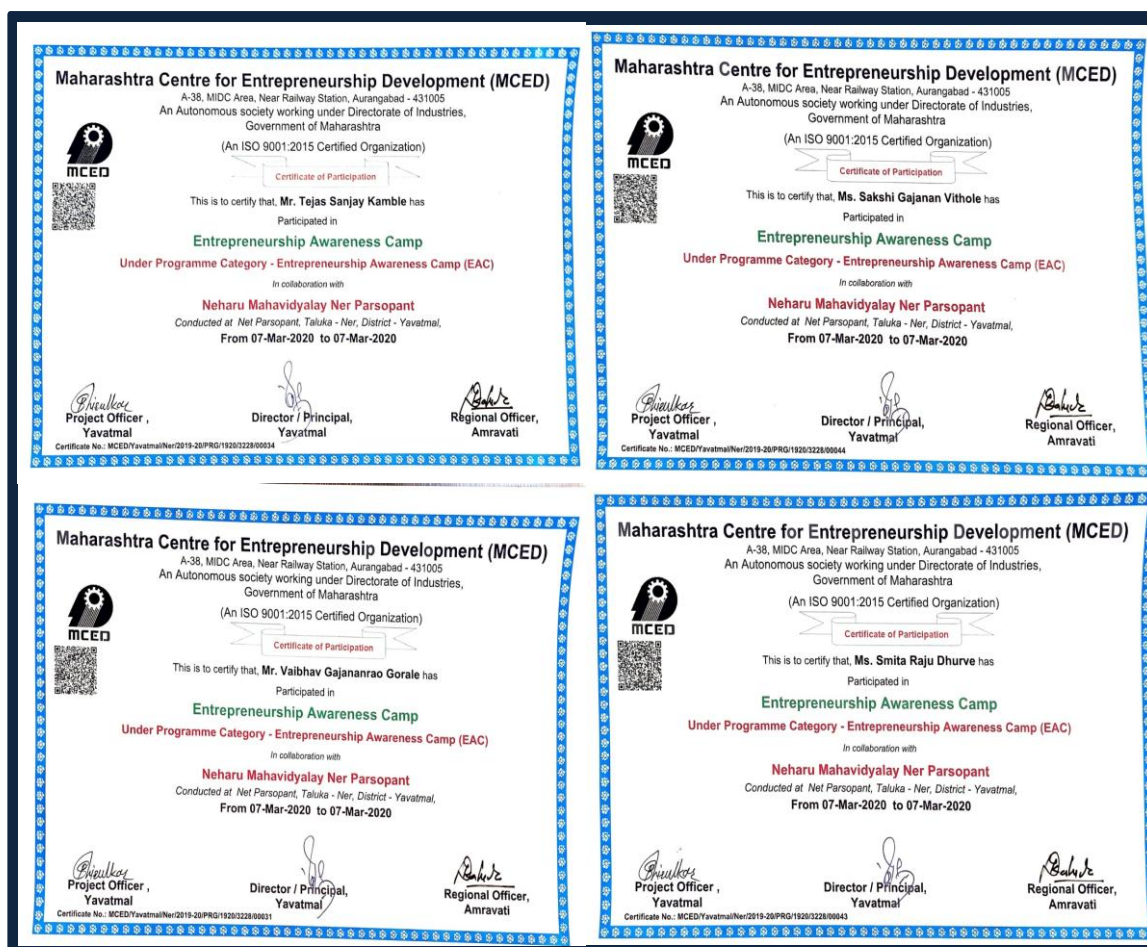 Maharashtra Centre for Entrepreneurship Development (MCED)
A-38, MIDC Area, Near Railway Station, Aurangabad - 431005
An Autonomous society working under Directorate of Industries,
Government of Maharashtra
(An ISO 9001:2015 Certified Organization)
MCED
Certificate of Participation
This is to certify that, Mr. Tejas Sanjay Kamble has
Participated in
Entrepreneurship Awareness Camp
Under Programme Category - Entrepreneurship Awareness Camp (EAC)
In collaboration with
Neharu Mahavidyalay Ner Parsopant
Conducted at Net Parsopant, Taluka - Ner, District - Yavatmal,
From 07-Mar-2020 to 07-Mar-2020
Project Officer ,
Yavatmal
Director / Principal,
Yavatmal
Regional Officer,
Amravati
Certificate No.: MCED/Yavatmal/Ner/2019-20/PRG/1920/3228/00034
Maharashtra Centre for Entrepreneurship Development (MCED)
A-38, MIDC Area, Near Railway Station, Aurangabad - 431005
An Autonomous society working under Directorate of Industries,
Government of Maharashtra
(An ISO 9001:2015 Certified Organization)
MCED
Certificate of Participation
This is to certify that, Ms. Sakshi Gajanan Vithole has
Participated in
Entrepreneurship Awareness Camp
Under Programme Category - Entrepreneurship Awareness Camp (EAC)
In collaboration with
Neharu Mahavidyalay Ner Parsopant
Conducted at Net Parsopant, Taluka - Ner, District - Yavatmal,
From 07-Mar-2020 to 07-Mar-2020
Project Officer ,
Yavatmal
Director / Principal,
Yavatmal
Regional Officer,
Amravati
Certificate No.: MCED/Yavatmal/Ner/2019-20/PRG/1920/3228/00044
Maharashtra Centre for Entrepreneurship Development (MCED)
A-38, MIDC Area, Near Railway Station, Aurangabad - 431005
An Autonomous society working under Directorate of Industries,
Government of Maharashtra
(An ISO 9001:2015 Certified Organization)
MCED
Certificate of Participation
This is to certify that, Mr. Vaibhav Gajananrao Gorale has
Participated in
Entrepreneurship Awareness Camp
Under Programme Category - Entrepreneurship Awareness Camp (EAC)
In collaboration with
Neharu Mahavidyalay Ner Parsopant
Conducted at Net Parsopant, Taluka - Ner, District - Yavatmal,
From 07-Mar-2020 to 07-Mar-2020
Project Officer ,
Yavatmal
Director / Principal,
Yavatmal
Regional Officer,
Amravati
Certificate No.: MCED/Yavatmal/Ner/2019-20/PRG/1920/3228/00031
Maharashtra Centre for Entrepreneurship Development (MCED)
A-38, MIDC Area, Near Railway Station, Aurangabad - 431005
An Autonomous society working under Directorate of Industries,
Government of Maharashtra
(An ISO 9001:2015 Certified Organization)
MCED
Certificate of Participation
This is to certify that, Ms. Smita Raju Dhurve has
Participated in
Entrepreneurship Awareness Camp
Under Programme Category - Entrepreneurship Awareness Camp (EAC)
In collaboration with
Neharu Mahavidyalay Ner Parsopant
Conducted at Net Parsopant, Taluka - Ner, District - Yavatmal,
From 07-Mar-2020 to 07-Mar-2020
Project Officer ,
Yavatmal
Director / Principal,
Yavatmal
Regional Officer,
Amravati
Certificate No.: MCED/Yavatmal/Ner/2019-20/PRG/1920/3228/00043